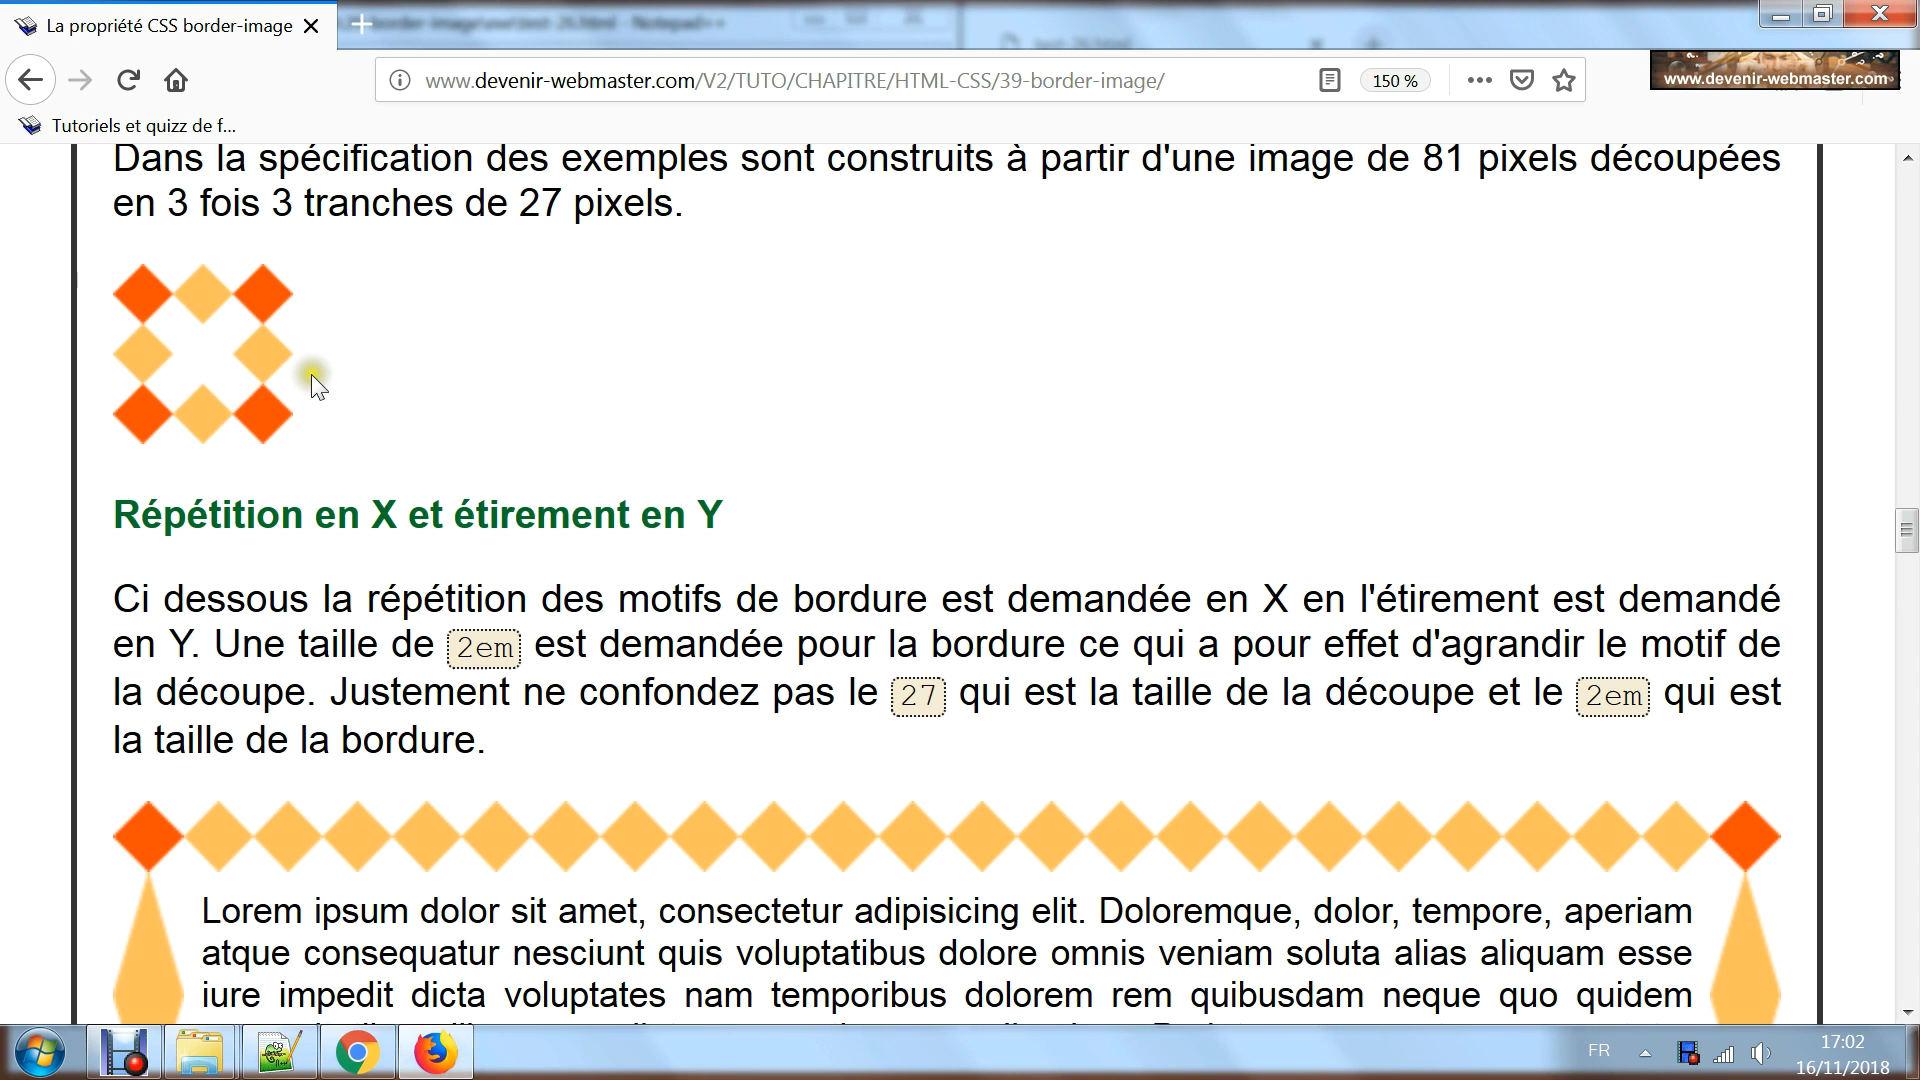 La propriété CSS border-image
www.devenir-webmaster.com/V2/TUTO/CHAPITRE/HTML-CSS/39-border-image/
150 %
www.devenir-webmaster.com
Tutoriels et quizz de f...
Dans la spécification des exemples sont construits à partir d'une image de 81 pixels découpées
en 3 fois 3 tranches de 27 pixels.
Répétition en X et étirement en Y
Ci dessous la répétition des motifs de bordure est demandée en X en l'étirement est demandé
en Y. Une taille de 2em est demandée pour la bordure ce qui a pour effet d'agrandir le motif de
la découpe. Justement ne confondez pas le 27 qui est la taille de la découpe et le 2em qui est
la taille de la bordure.
Lorem ipsum dolor sit amet, consectetur adipisicing elit. Doloremque, dolor, tempore, aperiam
atque consequatur nesciunt quis voluptatibus dolore omnis veniam soluta alias aliquam esse
iure impedit dicta voluptates nam temporibus dolorem rem quibusdam neque quo quidem
FR
17:02
16/11/2018